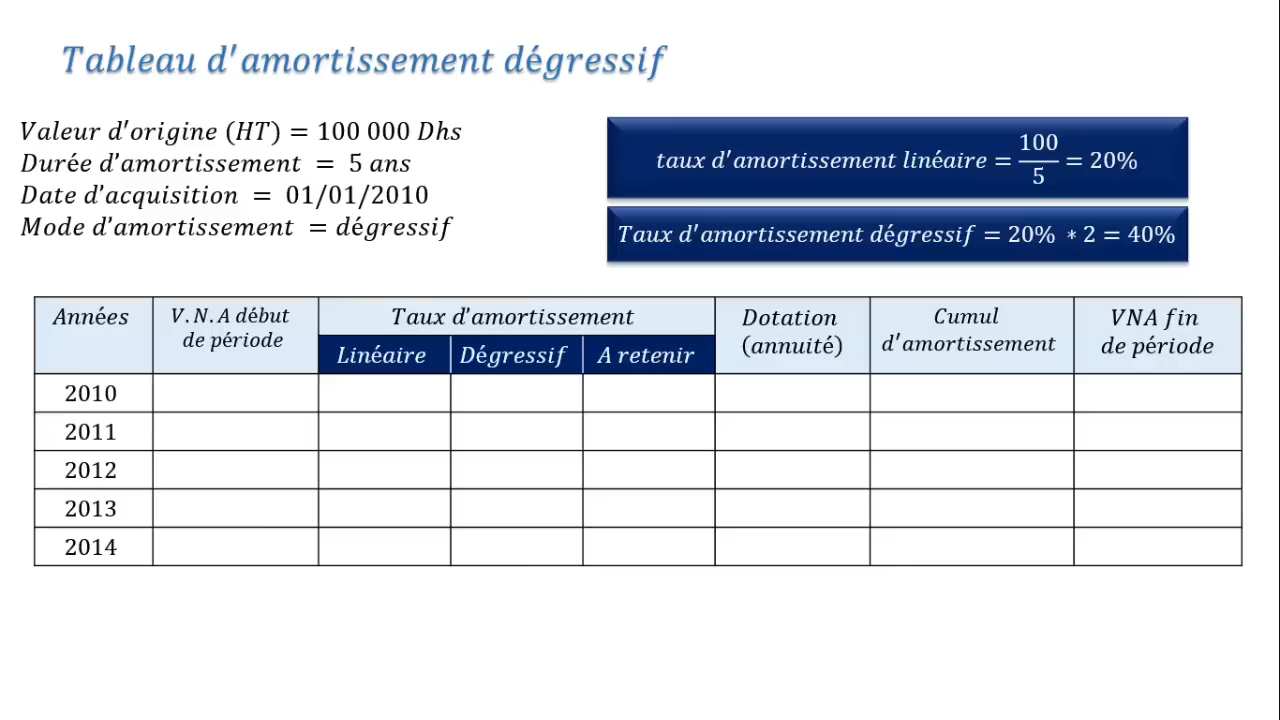 Tableau d'amortissement dégressif
Valeur d'origine (HT) = 100 000 Dhs
Durée d'amortissement = 5 ans
Date d'acquisition = 01/01/2010
Mode d'amortissement = dégressif
taux d'amortissement linéaire = 100/5 = 20%
Taux d'amortissement dégressif = 20% * 2 = 40%
Années
V.N.A début
de période
Taux d'amortissement
Linéaire
Dégressif
A retenir
Dotation
(annuité)
Cumul
d'amortissement
VNA fin
de période
2010
2011
2012
2013
2014